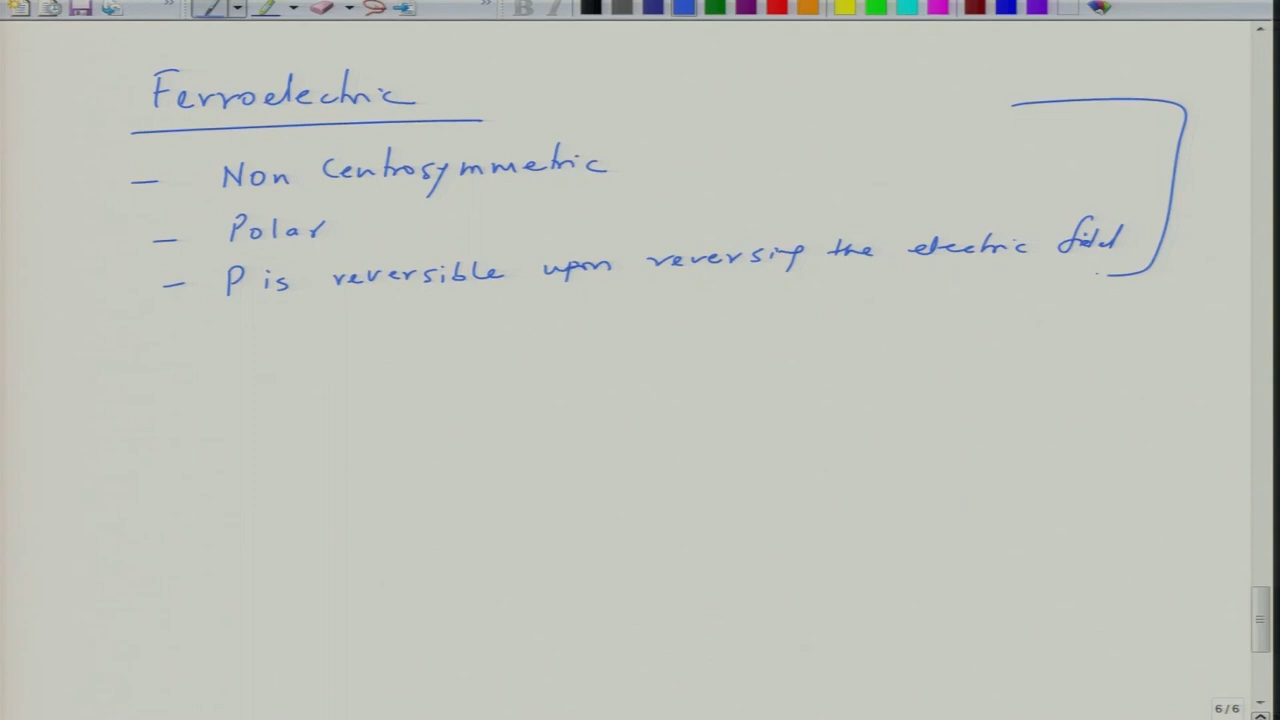 Ferroelectric
- Non Centrosymmetric
- Polar
- P is reversible upon reversing the electric field
6/6